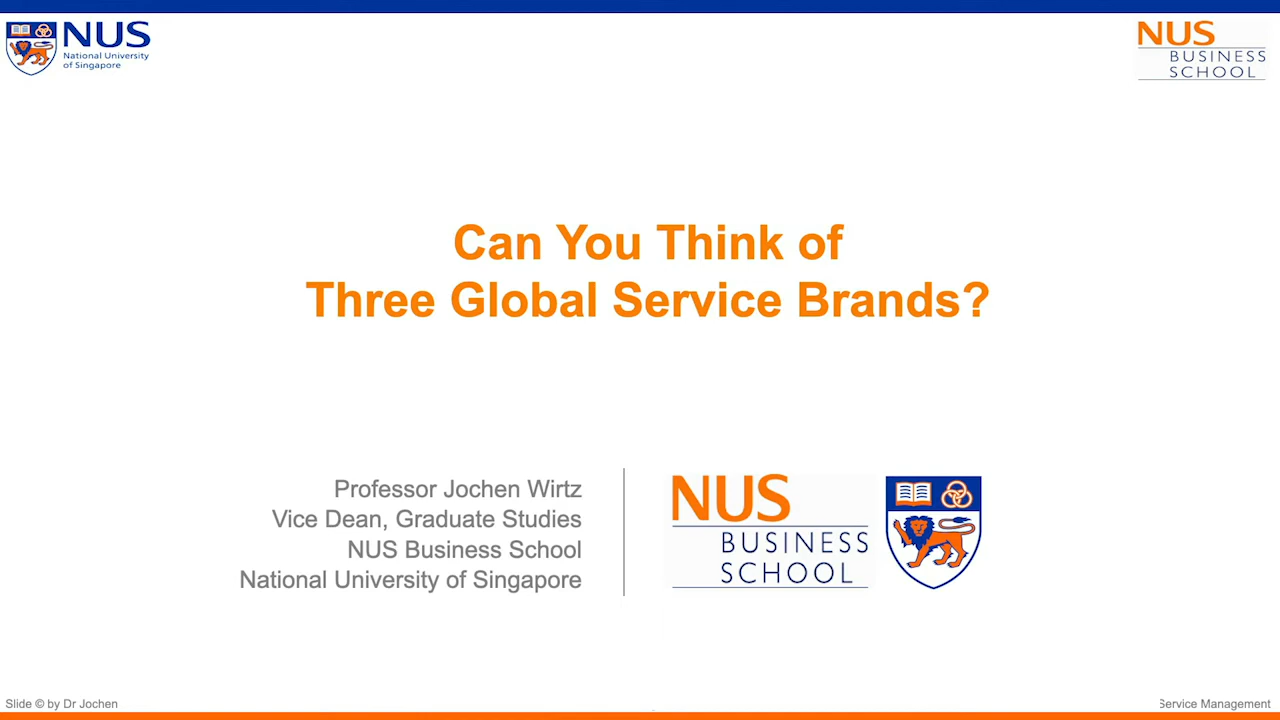 NUS
National University
of Singapore
NUS
BUSINESS
SCHOOL
Can You Think of
Three Global Service Brands?
Professor Jochen Wirtz
Vice Dean, Graduate Studies
NUS Business School
National University of Singapore
NUS
BUSINESS
SCHOOL
Slide © by Dr Jochen
Service Management